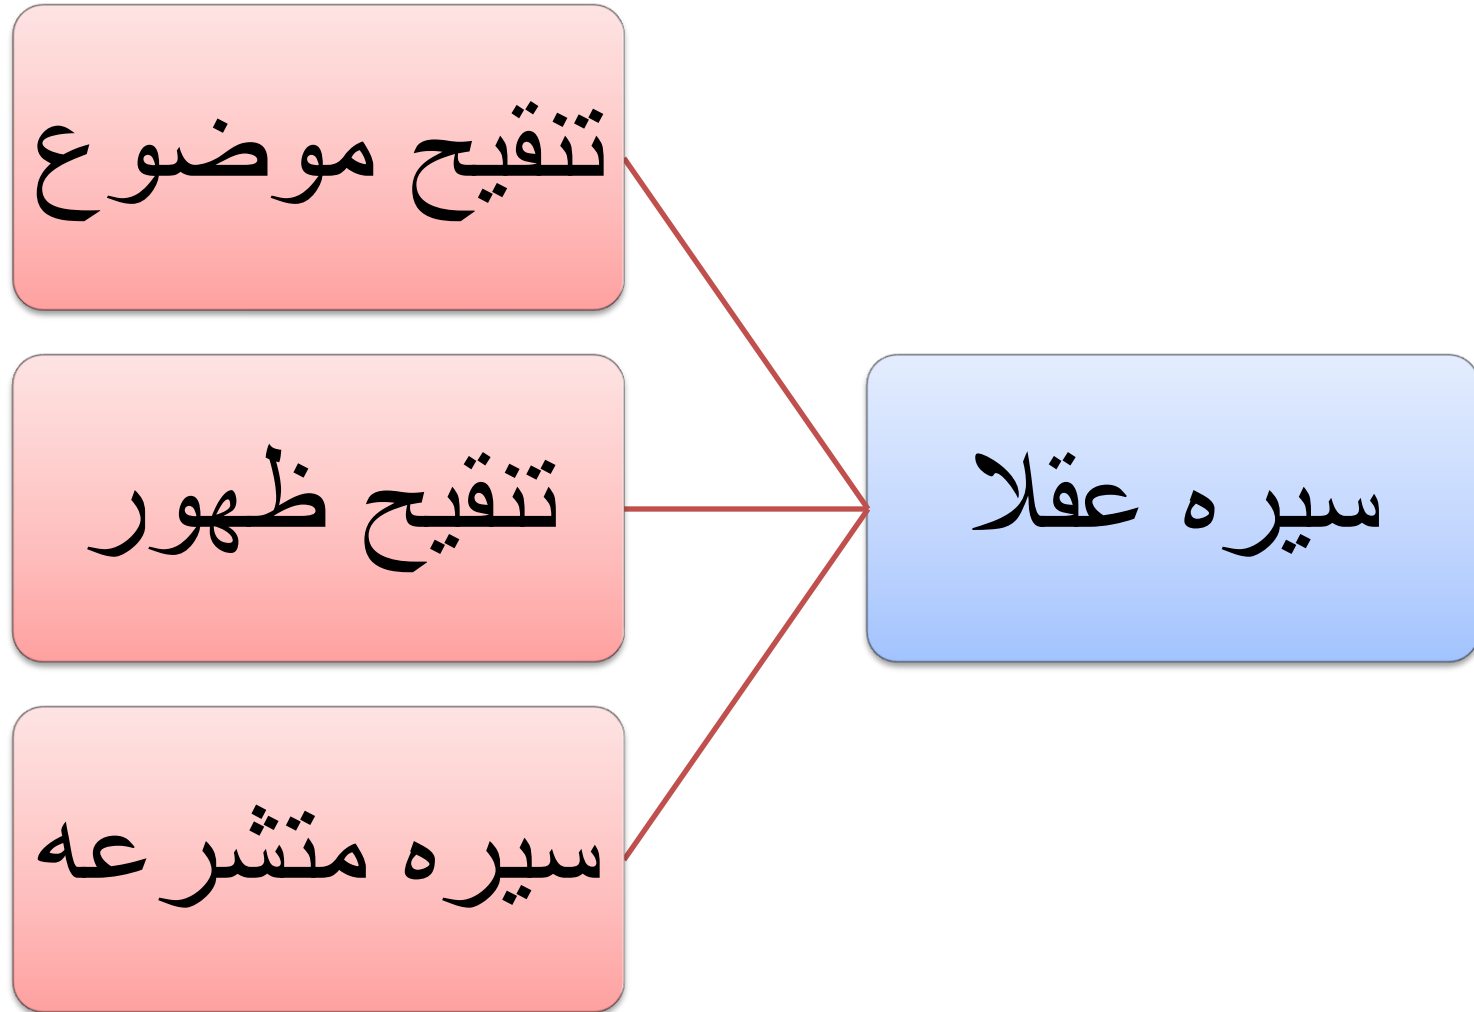 سیره عقلا
تنقیح موضوع
تنقیح ظهور
سیره متشرعه